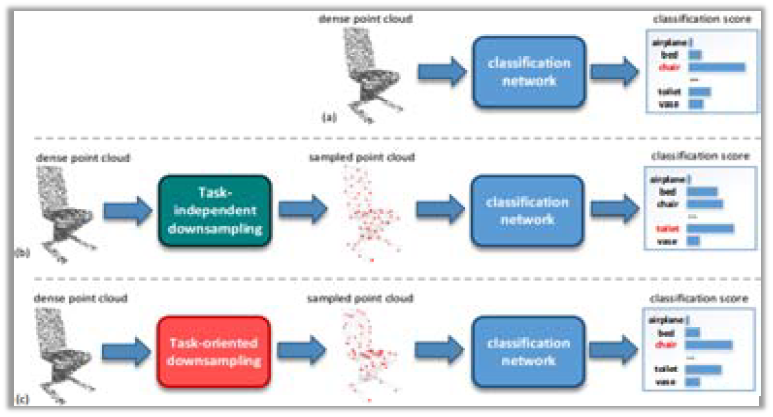 dense point cloud
classification score
classification
network
airplane
bed
chair
...
toilet
vase
(a)
dense point cloud
sampled point cloud
classification score
Task-
independent
downsampling
classification
network
airplane
bed
chair
...
toilet
vase
(b)
dense point cloud
sampled point cloud
classification score
Task-oriented
downsampling
classification
network
airplane
bed
chair
...
toilet
vase
(c)